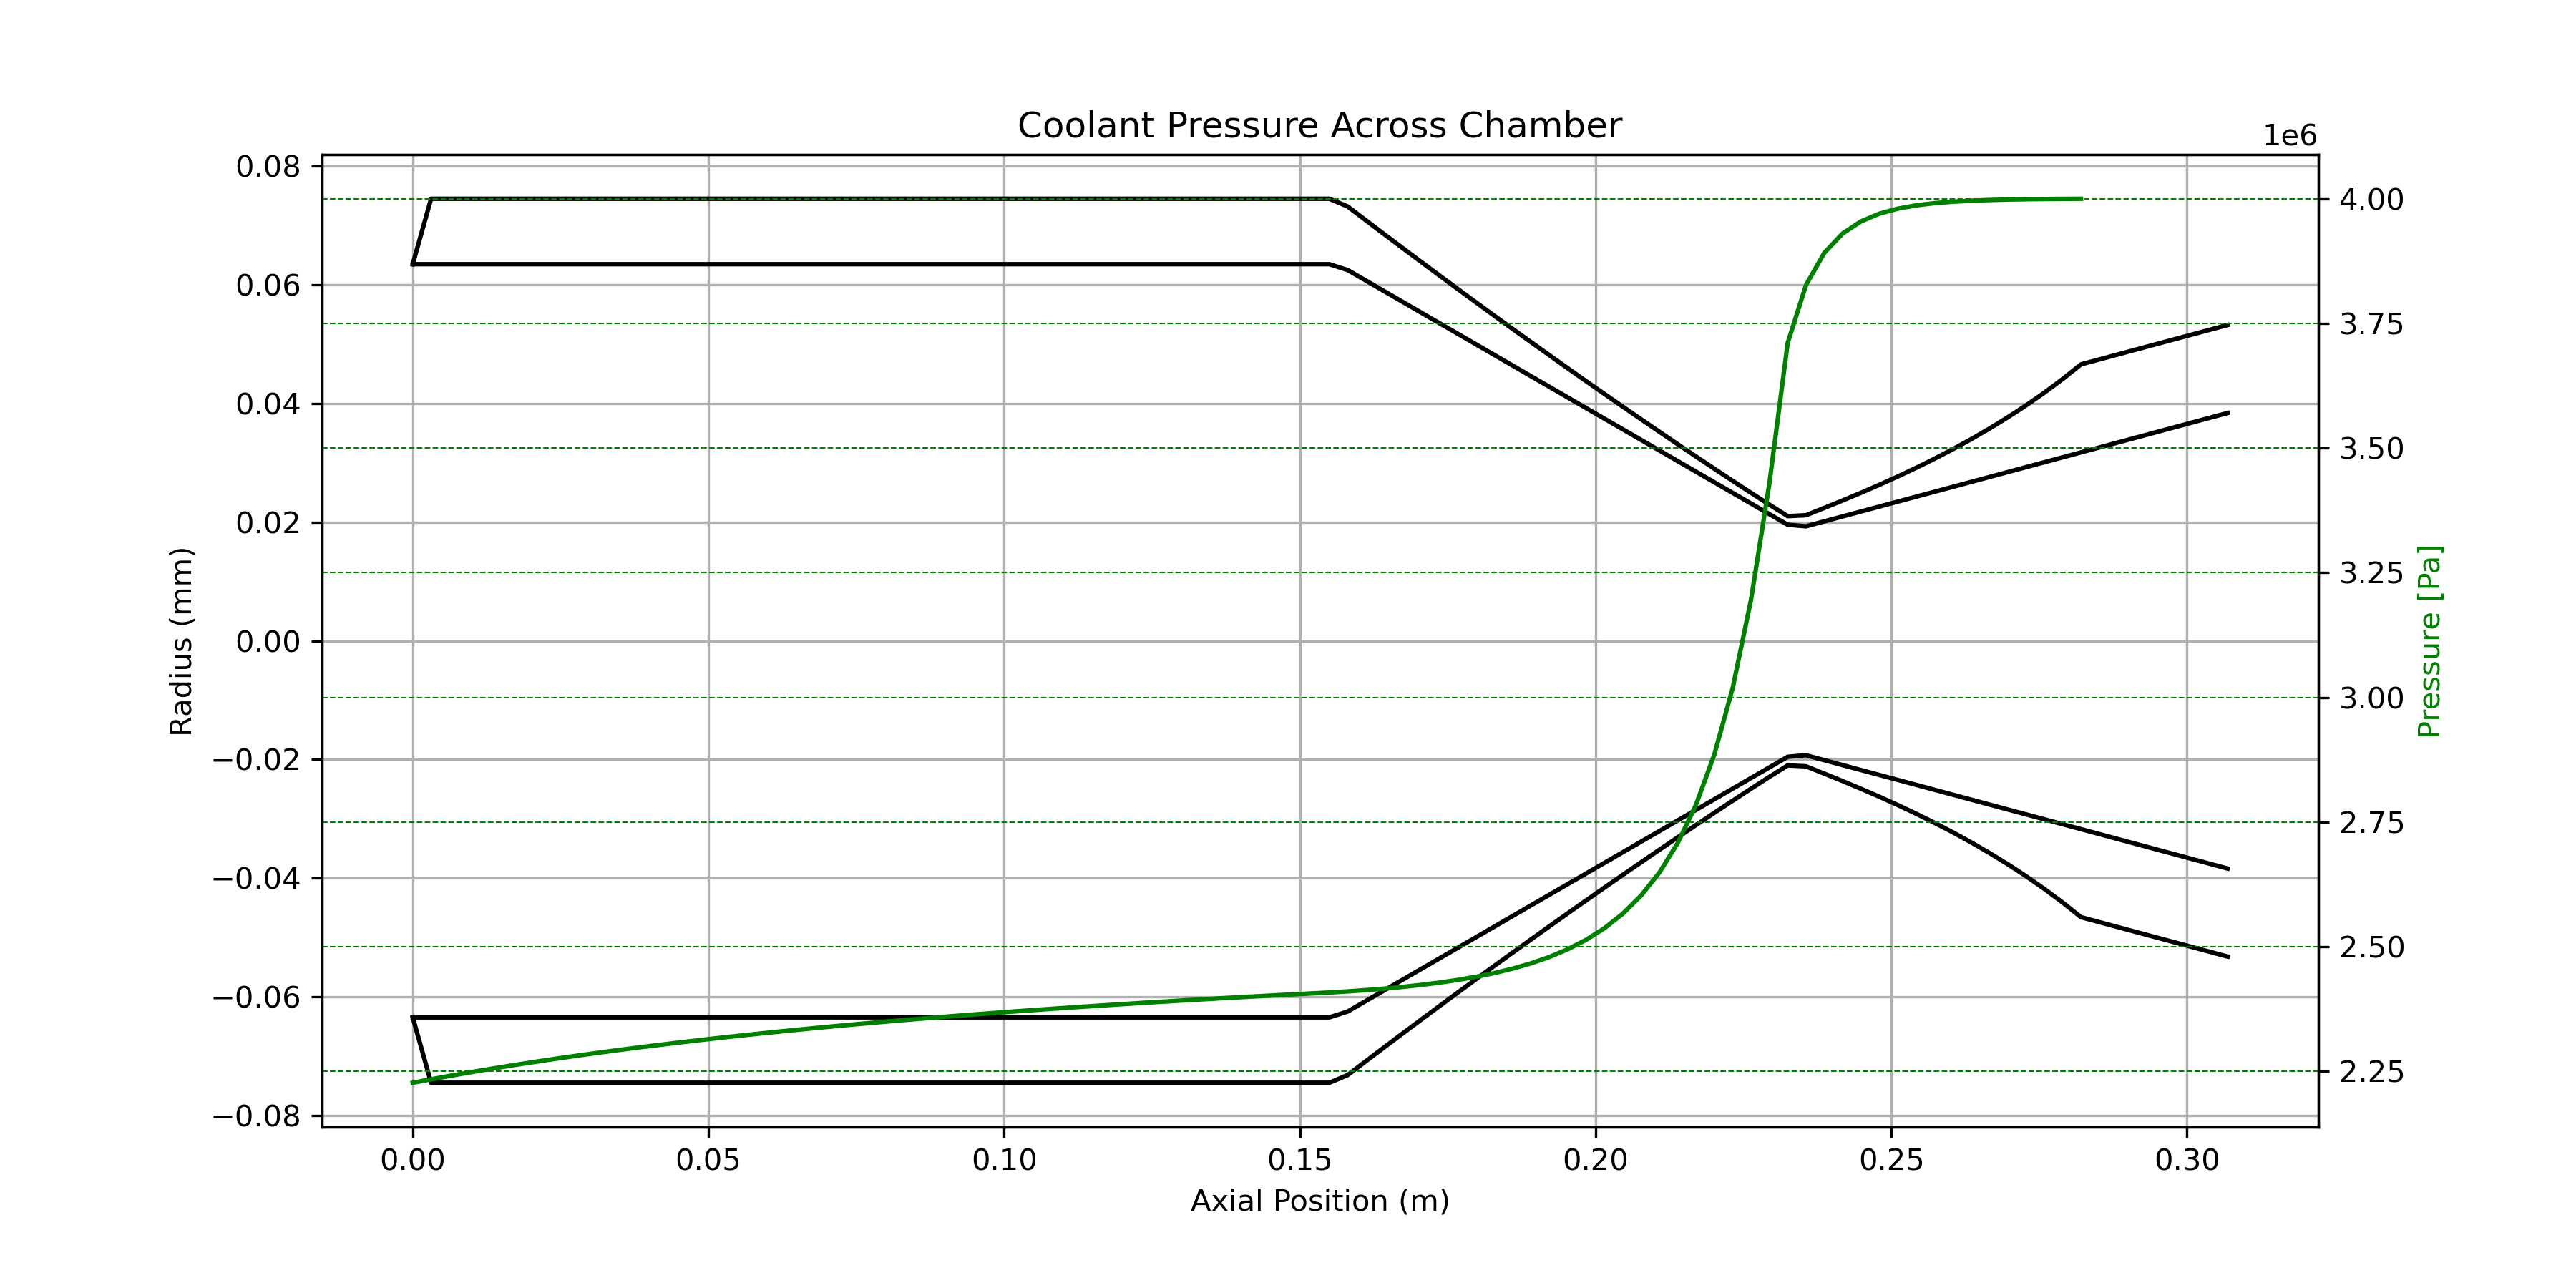 Coolant Pressure Across Chamber
1e6
0.08
0.06
0.04
0.02
0.00
−0.02
−0.04
−0.06
−0.08
Radius (mm)
4.00
3.75
3.50
3.25
3.00
2.75
2.50
2.25
Pressure [Pa]
0.00 0.05 0.10 0.15 0.20 0.25 0.30
Axial Position (m)